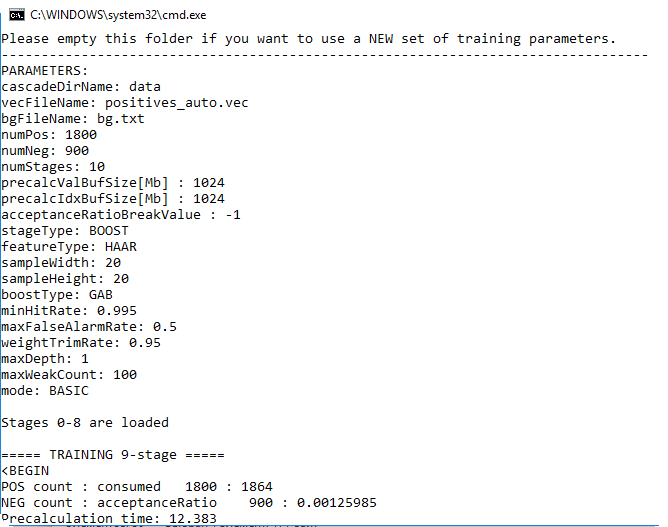 C:\WINDOWS\system32\cmd.exe
Please empty this folder if you want to use a NEW set of training parameters.
--------------------------------------------------------------------------------
PARAMETERS:
cascadeDirName: data
vecFileName: positives_auto.vec
bgFileName: bg.txt
numPos: 1800
numNeg: 900
numStages: 10
precalcValBufSize[Mb] : 1024
precalcIdxBufSize[Mb] : 1024
acceptanceRatioBreakValue : -1
stageType: BOOST
featureType: HAAR
sampleWidth: 20
sampleHeight: 20
boostType: GAB
minHitRate: 0.995
maxFalseAlarmRate: 0.5
weightTrimRate: 0.95
maxDepth: 1
maxWeakCount: 100
mode: BASIC
Stages 0-8 are loaded
===== TRAINING 9-stage =====
<BEGIN
POS count : consumed   1800 : 1864
NEG count : acceptanceRatio    900 : 0.00125985
Precalculation time: 12.383